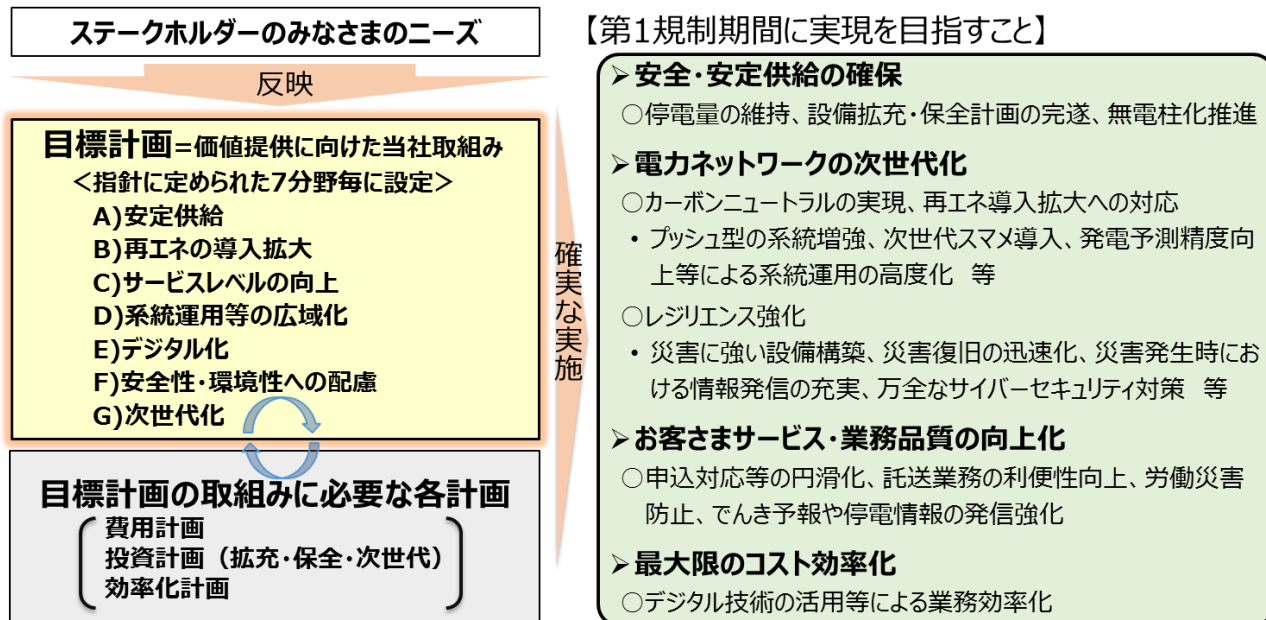 ステークホルダーのみなさまのニーズ
反映
目標計画=価値提供に向けた当社取組み
＜指針に定められた7分野毎に設定＞
A)安定供給
B)再エネの導入拡大
C)サービスレベルの向上
D)系統運用等の広域化
E)デジタル化
F)安全性・環境性への配慮
G)次世代化
目標計画の取組みに必要な各計画
費用計画
投資計画（拡充・保全・次世代）
効率化計画
確実な実施
【第1規制期間に実現を目指すこと】
➢安全・安定供給の確保
○停電量の維持、設備拡充・保全計画の完遂、無電柱化推進
➢電力ネットワークの次世代化
○カーボンニュートラルの実現、再エネ導入拡大への対応
• プッシュ型の系統増強、次世代スマメ導入、発電予測精度向
上等による系統運用の高度化 等
○レジリエンス強化
• 災害に強い設備構築、災害復旧の迅速化、災害発生時にお
ける情報発信の充実、万全なサイバーセキュリティ対策 等
➢お客さまサービス・業務品質の向上化
○申込対応等の円滑化、託送業務の利便性向上、労働災害
防止、でんき予報や停電情報の発信強化
➢最大限のコスト効率化
○デジタル技術の活用等による業務効率化